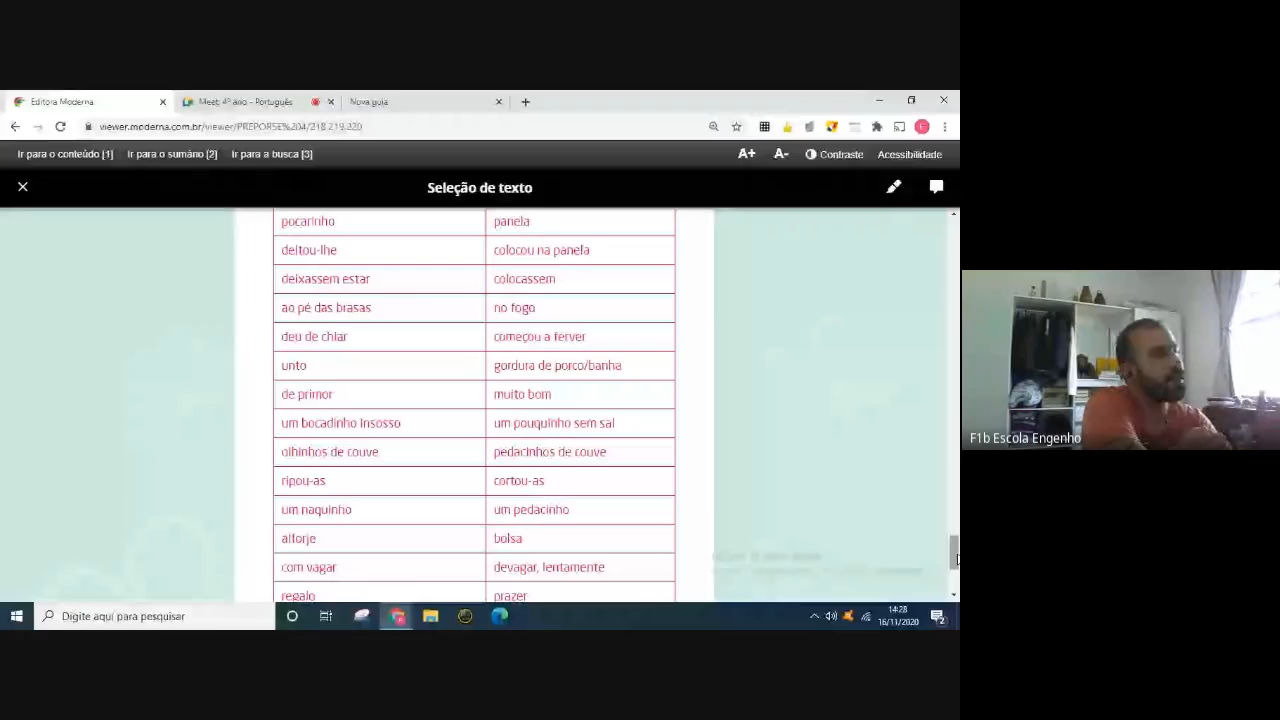 Editora Moderna
Meet: 4º ano - Português
Nova guia
viewer.moderna.com.br/viewer/PREPORSE%204/218.219.220
Ir para o conteúdo [1] Ir para o sumário [2] Ir para a busca [3]
A+ A- Contraste Acessibilidade
Seleção de texto
pocarinho panela
deitou-lhe colocou na panela
deixassem estar colocassem
ao pé das brasas no fogo
deu de chiar começou a ferver
unto gordura de porco/banha
de primor muito bom
um bocadinho insosso um pouquinho sem sal
olhinhos de couve pedacinhos de couve
ripou-as cortou-as
um naquinho um pedacinho
alforje bolsa
com vagar devagar, lentamente
regalo prazer
Digite aqui para pesquisar
14:28
16/11/2020
2
F1b Escola Engenho